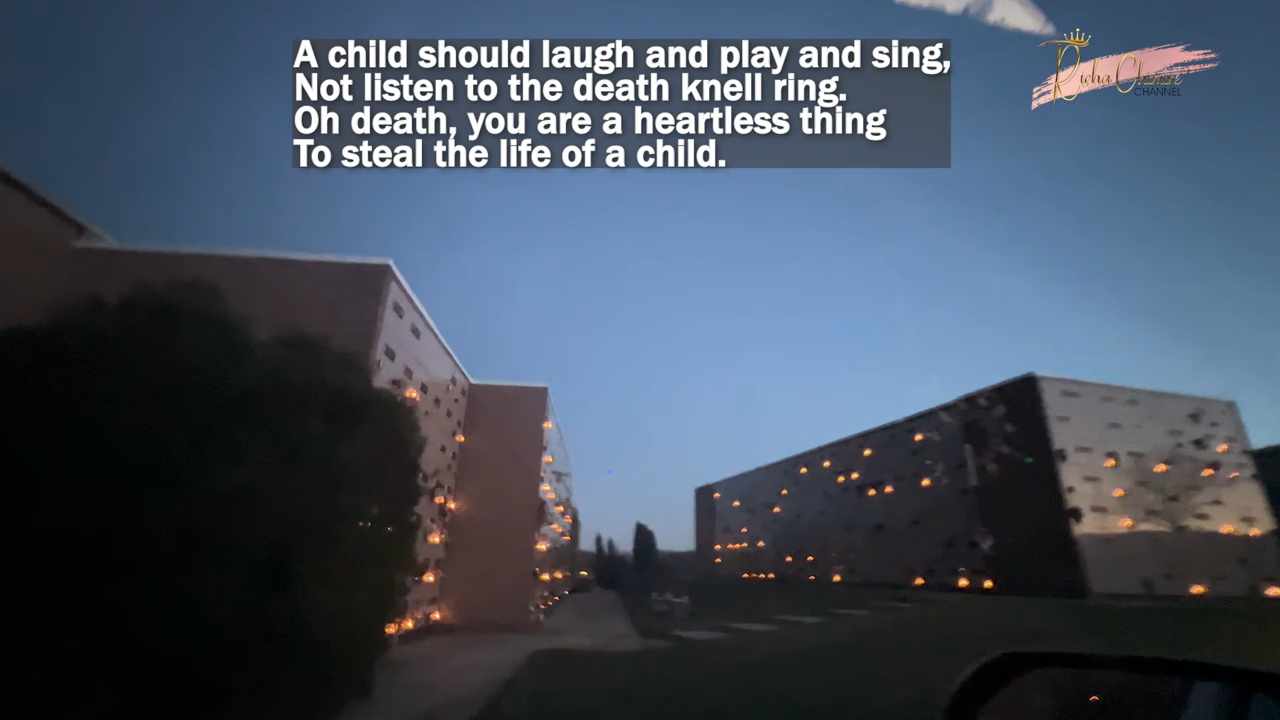 A child should laugh and play and sing,
Not listen to the death knell ring.
Oh death, you are a heartless thing
To steal the life of a child.
Richa
CHANNEL